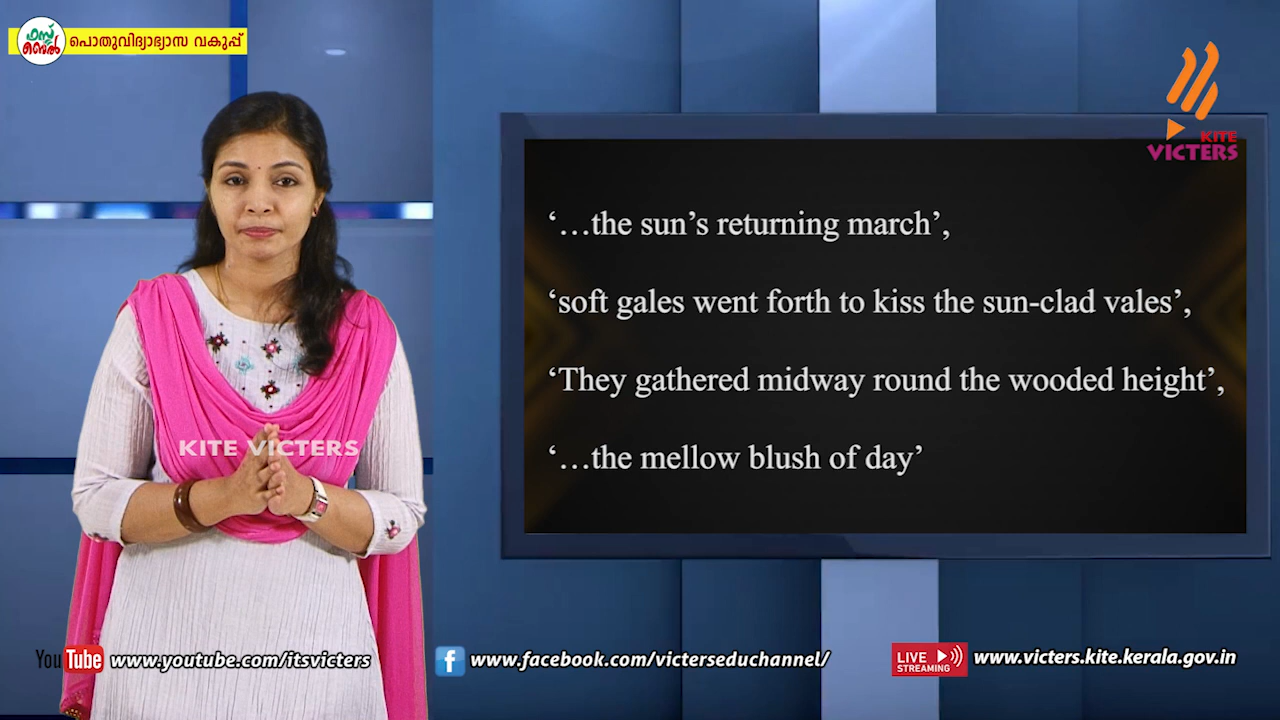 ഫസ്റ്റ്
ബെൽ
പൊതുവിദ്യാഭ്യാസ വകുപ്പ്
KITE
VICTERS
‘…the sun’s returning march’,
‘soft gales went forth to kiss the sun-clad vales’,
‘They gathered midway round the wooded height’,
‘…the mellow blush of day’
KITE VICTERS
YouTube www.youtube.com/itsvicters
f www.facebook.com/victerseduchannel/
LIVE
STREAMING
www.victers.kite.kerala.gov.in